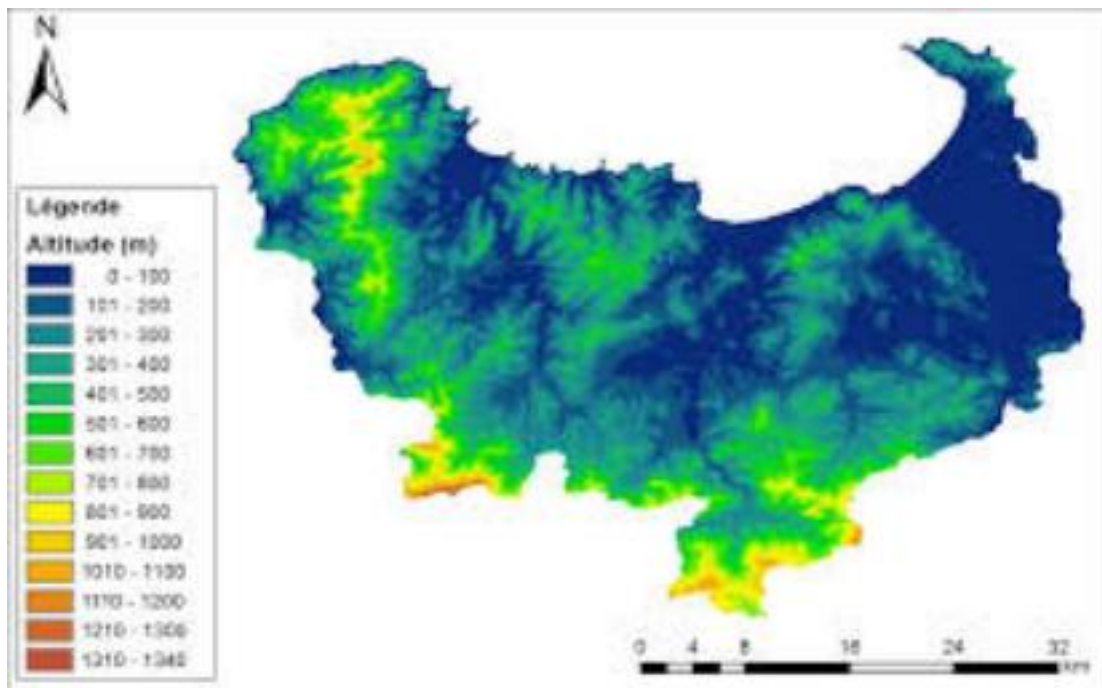 N
Légende
Altitude (m)
0 - 100
101 - 200
201 - 300
301 - 400
401 - 500
501 - 600
601 - 700
701 - 800
801 - 900
901 - 1000
1010 - 1100
1110 - 1200
1210 - 1300
1310 - 1340
0 4 8 16 24 32
Km